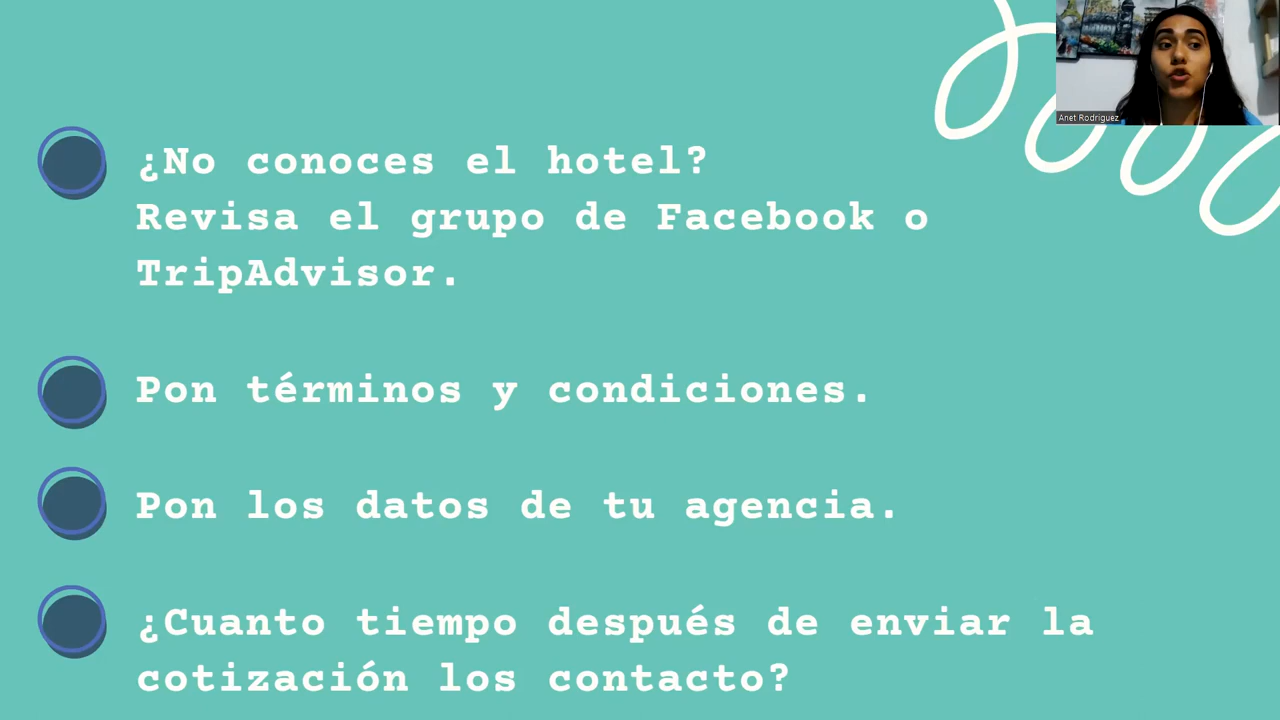 Anet Rodríguez
¿No conoces el hotel?
Revisa el grupo de Facebook o
TripAdvisor.
Pon términos y condiciones.
Pon los datos de tu agencia.
¿Cuanto tiempo después de enviar la
cotización los contacto?